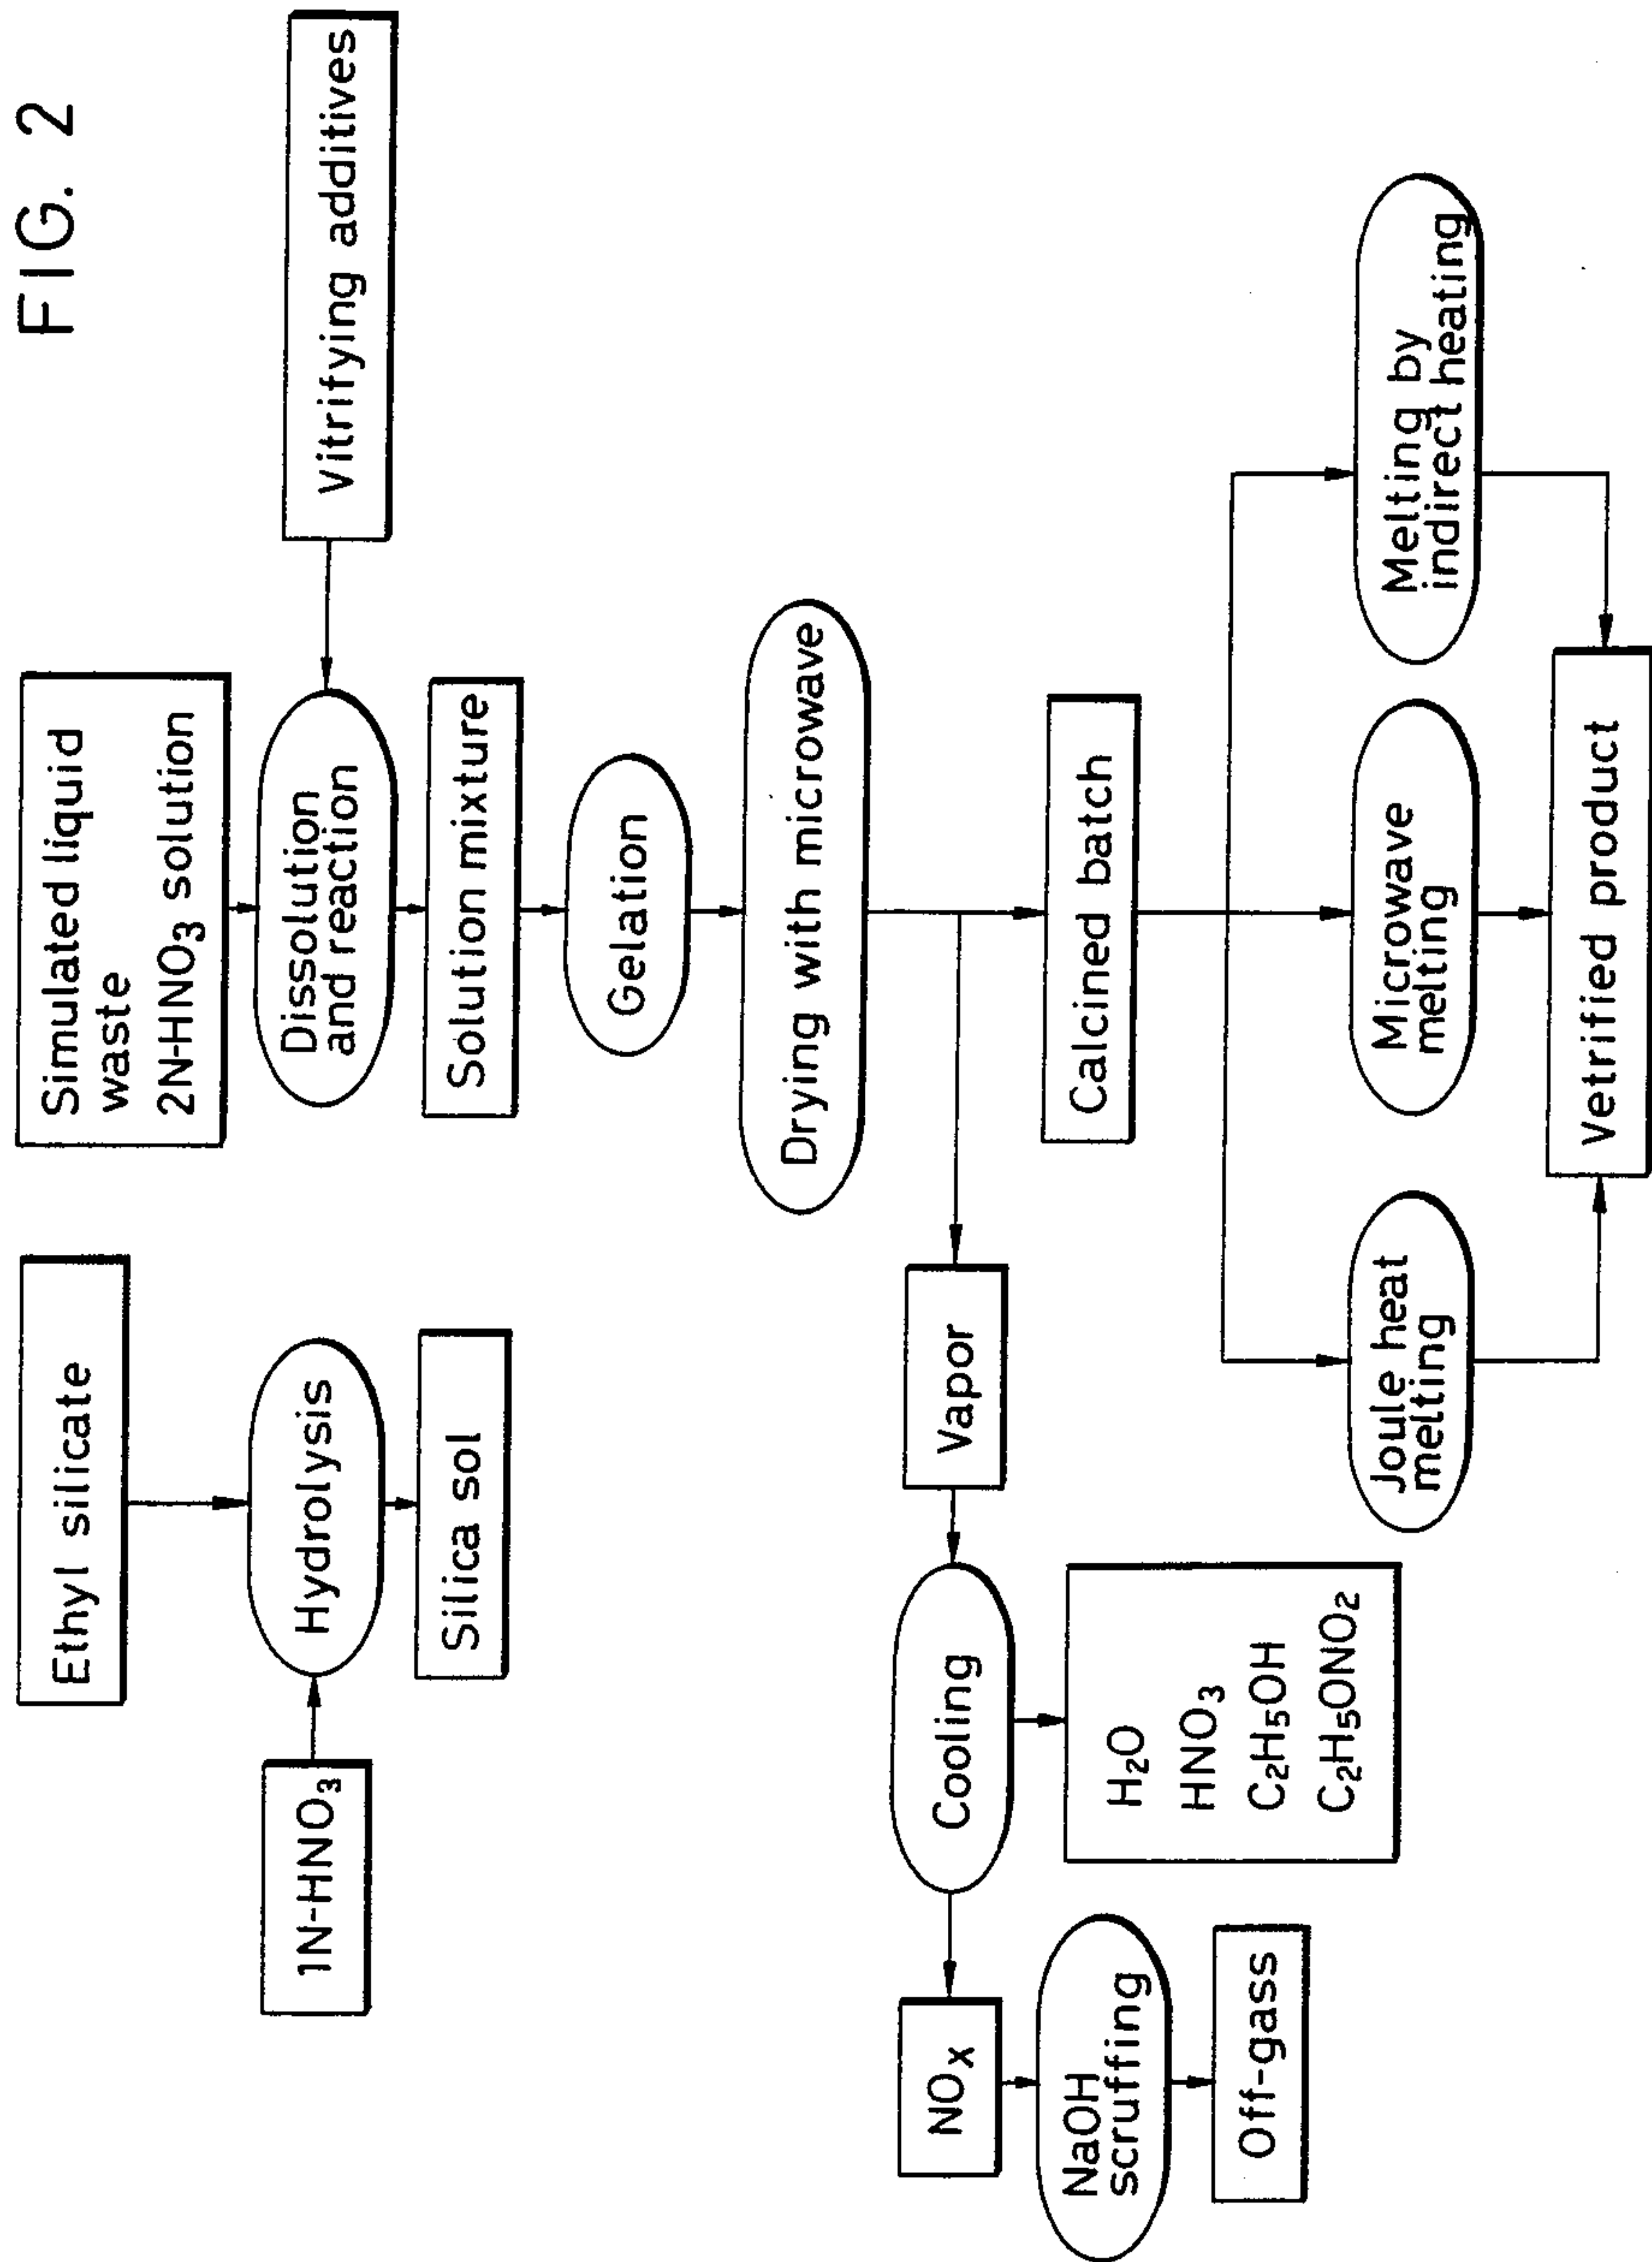 FIG. 2
Ethyl silicate
1N-HNO3
Hydrolysis
Silica sol
Simulated liquid
waste
2N-HNO3 solution
Vitrifying additives
Dissolution
and reaction
Solution mixture
Gelation
Drying with microwave
Vapor
Cooling
NOx
NaOH
scruffing
Off-gass
H2O
HNO3
C2H5OH
C2H5ONO2
Calcined batch
Joule heat
melting
Microwave
melting
Melting by
indirect heating
Vetrified product